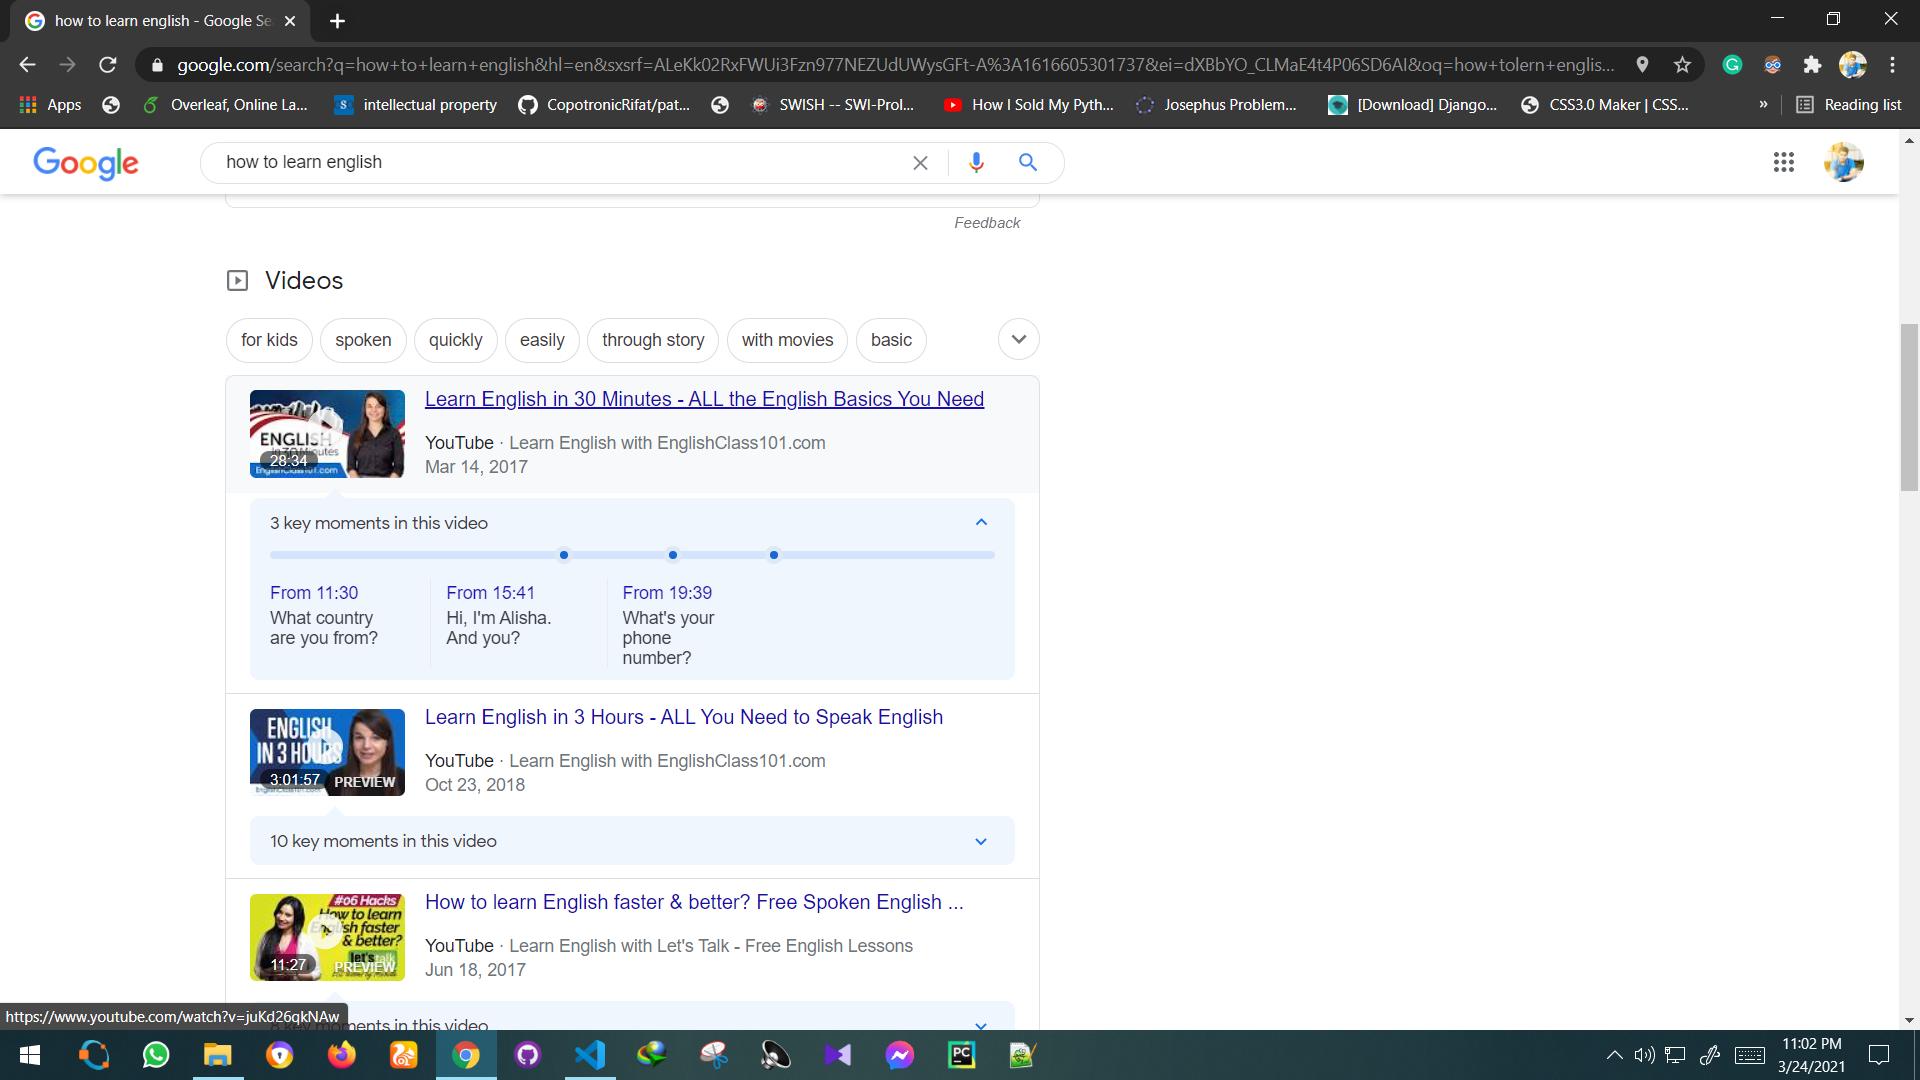 how to learn english - Google Se
google.com/search?q=how+to+learn+english&hl=en&sxsrf=ALeKk02RxFWUi3Fzn977NEZUdUWysGFt-A%3A1616605301737&ei=dXBbYO_CLMaE4t4P06SD6AI&oq=how+tolern+englis...
Apps Overleaf, Online La... intellectual property CopotronicRifat/pat... SWISH -- SWI-Prol... How I Sold My Pyth... Josephus Problem... [Download] Django... CSS3.0 Maker | CSS... » Reading list
Google how to learn english
Feedback
Videos
for kids spoken quickly easily through story with movies basic
Learn English in 30 Minutes - ALL the English Basics You Need
ENGLISH
in 30 Minutes
28:34
EnglishClass101.com
YouTube · Learn English with EnglishClass101.com
Mar 14, 2017
3 key moments in this video
From 11:30 From 15:41 From 19:39
What country Hi, I'm Alisha. What's your
are you from? And you? phone
number?
Learn English in 3 Hours - ALL You Need to Speak English
ENGLISH
IN 3 HOURS
3:01:57 PREVIEW
YouTube · Learn English with EnglishClass101.com
Oct 23, 2018
10 key moments in this video
How to learn English faster & better? Free Spoken English ...
#06 Hacks
How to learn
English faster
& better?
let's talk
11:27 PREVIEW
YouTube · Learn English with Let's Talk - Free English Lessons
Jun 18, 2017
8 key moments in this video
https://www.youtube.com/watch?v=juKd26qkNAw
11:02 PM
3/24/2021